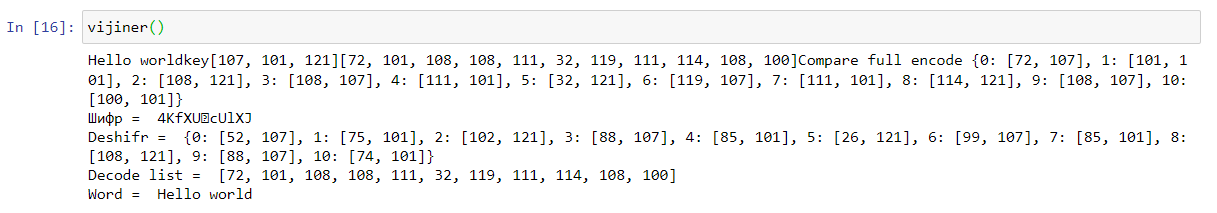 In [16]: vijiner()
Hello worldkey[107, 101, 121][72, 101, 108, 108, 111, 32, 119, 111, 114, 108, 100]Compare full encode {0: [72, 107], 1: [101, 1
01], 2: [108, 121], 3: [108, 107], 4: [111, 101], 5: [32, 121], 6: [119, 107], 7: [111, 101], 8: [114, 121], 9: [108, 107], 10:
[100, 101]}
Шифр =  4KfXU�cUlXJ
Deshifr =  {0: [52, 107], 1: [75, 101], 2: [102, 121], 3: [88, 107], 4: [85, 101], 5: [26, 121], 6: [99, 107], 7: [85, 101], 8:
[108, 121], 9: [88, 107], 10: [74, 101]}
Decode list =  [72, 101, 108, 108, 111, 32, 119, 111, 114, 108, 100]
Word =  Hello world